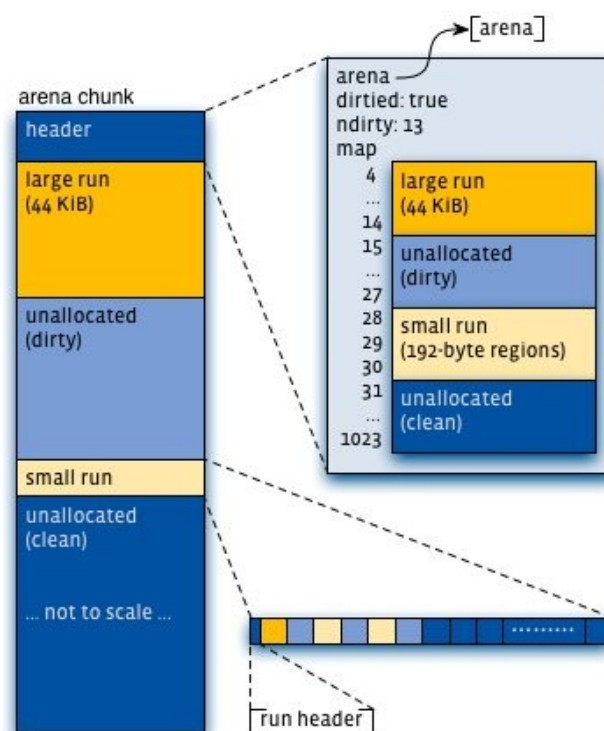 [arena]
arena chunk
header
large run
(44 KiB)
unallocated
(dirty)
small run
unallocated
(clean)
... not to scale ...
arena
dirtied: true
ndirty: 13
map
4
...
14
15
...
27
28
29
30
31
...
1023
large run
(44 KiB)
unallocated
(dirty)
small run
(192-byte regions)
unallocated
(clean)
.........
run header